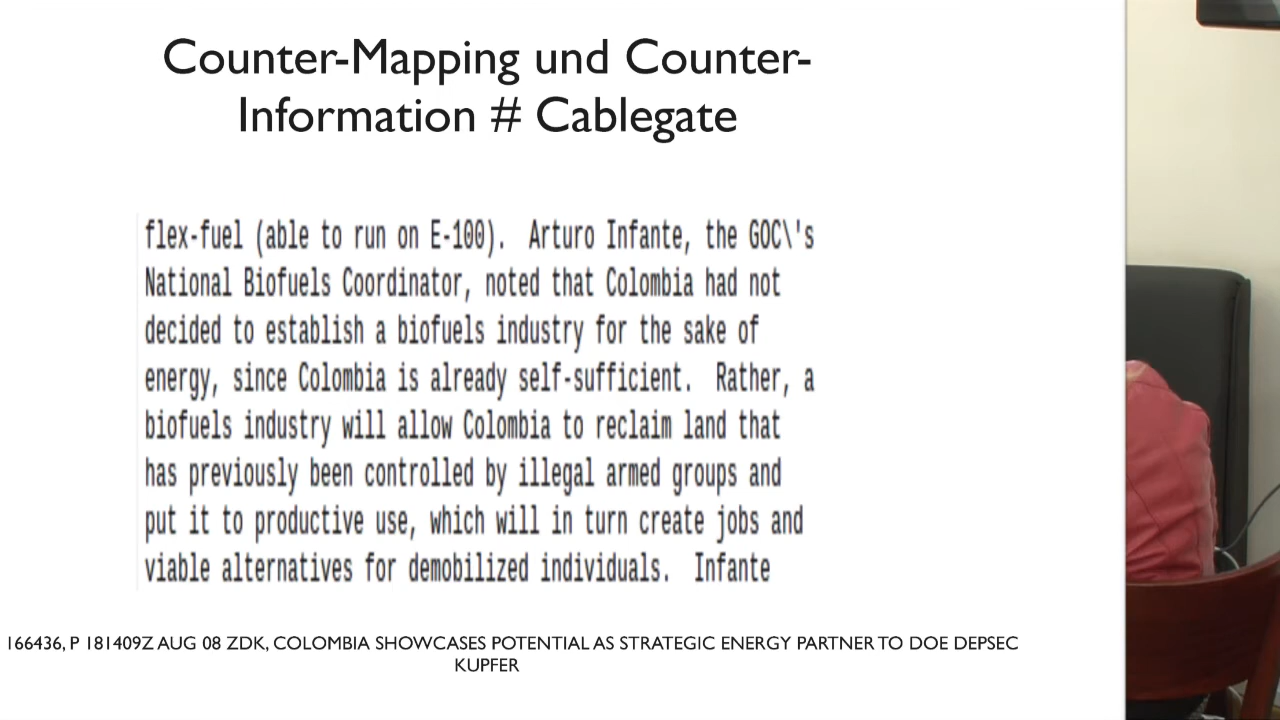 Counter-Mapping und Counter-
Information # Cablegate
flex-fuel (able to run on E-100).  Arturo Infante, the GOC\'s
National Biofuels Coordinator, noted that Colombia had not
decided to establish a biofuels industry for the sake of
energy, since Colombia is already self-sufficient.  Rather, a
biofuels industry will allow Colombia to reclaim land that
has previously been controlled by illegal armed groups and
put it to productive use, which will in turn create jobs and
viable alternatives for demobilized individuals.  Infante
166436, P 181409Z AUG 08 ZDK, COLOMBIA SHOWCASES POTENTIAL AS STRATEGIC ENERGY PARTNER TO DOE DEPSEC
KUPFER